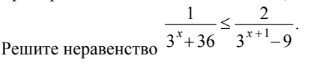 Решите неравенство 1/(3^x + 36) ≤ 2/(3^(x+1) − 9).